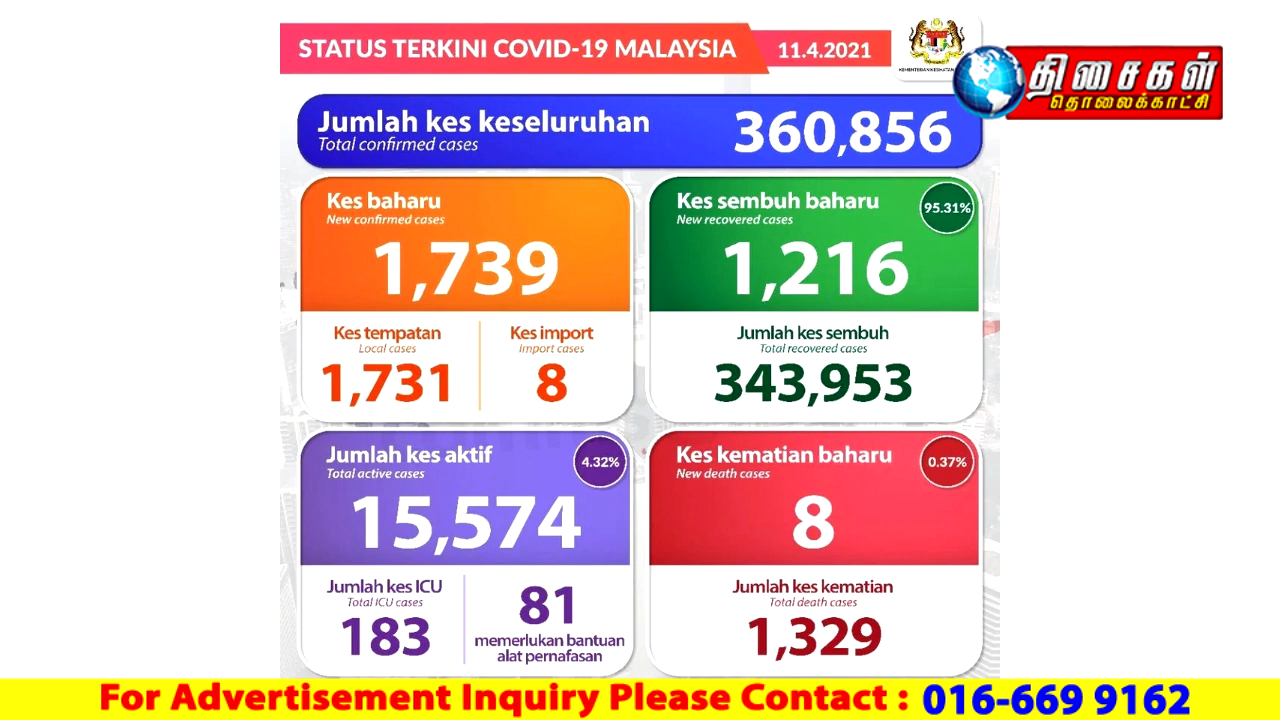 STATUS TERKINI COVID-19 MALAYSIA
11.4.2021
திசைகள்
தொலைக்காட்சி
Jumlah kes keseluruhan
Total confirmed cases
360,856
Kes baharu
New confirmed cases
1,739
Kes tempatan
Local cases
1,731
Kes import
Import cases
8
Kes sembuh baharu
New recovered cases
95.31%
1,216
Jumlah kes sembuh
Total recovered cases
343,953
Jumlah kes aktif
Total active cases
4.32%
15,574
Jumlah kes ICU
Total ICU cases
183
81
memerlukan bantuan
alat pernafasan
Kes kematian baharu
New death cases
0.37%
8
Jumlah kes kematian
Total death cases
1,329
For Advertisement Inquiry Please Contact : 016-669 9162